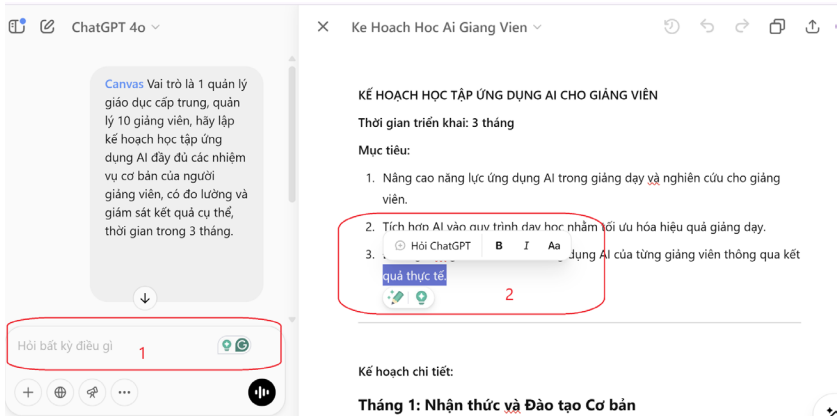 ChatGPT 4o
Canvas Vai trò là 1 quản lý
giáo dục cấp trung, quản
lý 10 giảng viên, hãy lập
kế hoạch học tập ứng
dụng AI đầy đủ các nhiệm
vụ cơ bản của người
giảng viên, có đo lường và
giám sát kết quả cụ thể,
thời gian trong 3 tháng.
Hỏi bất kỳ điều gì
1
Ke Hoach Hoc Ai Giang Vien
KẾ HOẠCH HỌC TẬP ỨNG DỤNG AI CHO GIẢNG VIÊN
Thời gian triển khai: 3 tháng
Mục tiêu:
1. Nâng cao năng lực ứng dụng AI trong giảng dạy và nghiên cứu cho giảng
viên.
2. Tích hợp AI vào quy trình dạy học nhằm tối ưu hóa hiệu quả giảng dạy.
Hỏi ChatGPT B I Aa
3. dụng AI của từng giảng viên thông qua kết
quả thực tế.
2
Kế hoạch chi tiết:
Tháng 1: Nhận thức và Đào tạo Cơ bản